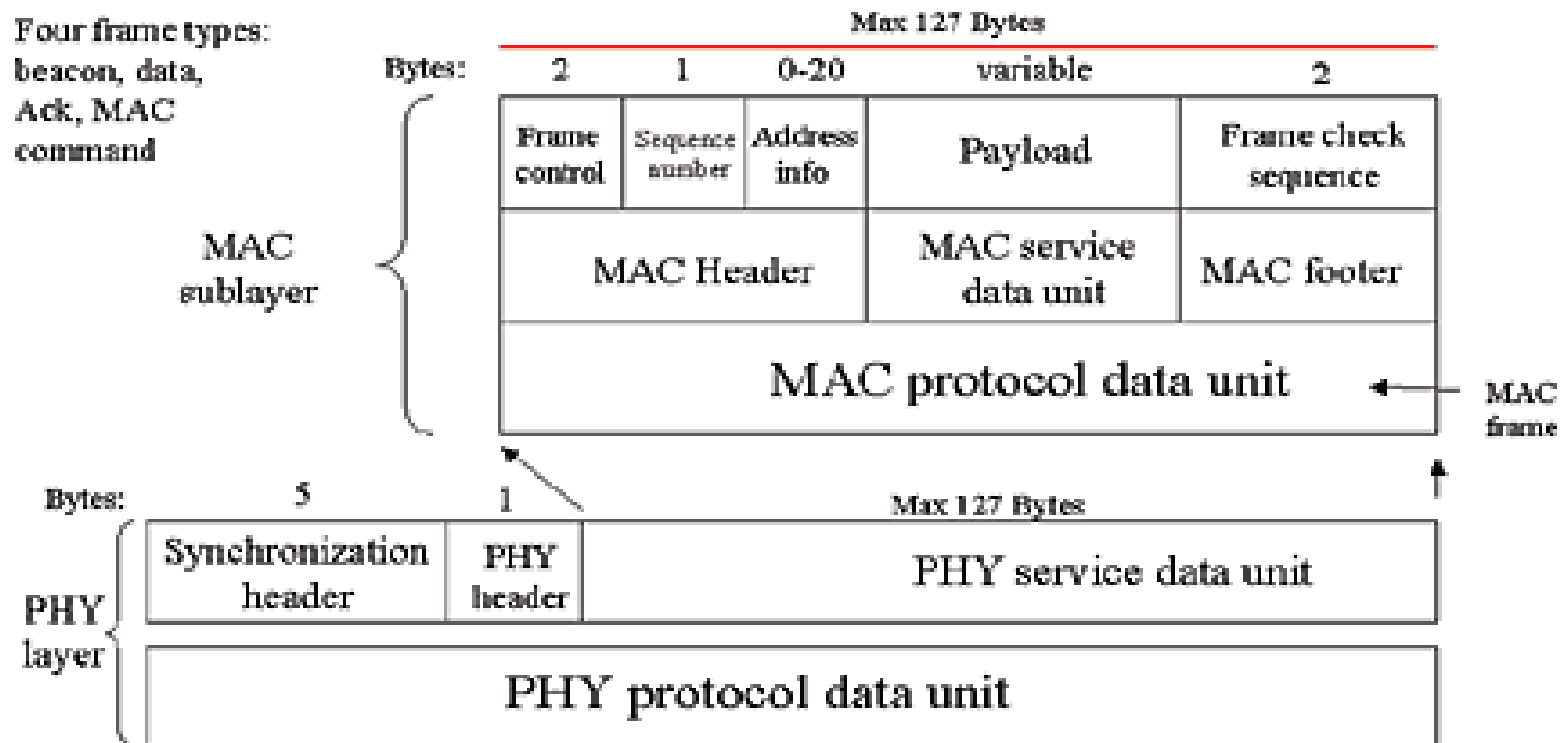 Four frame types:
beacon, data,
Ack, MAC
command
Max 127 Bytes
Bytes: 2 1 0-20 variable 2
Frame
control
Sequence
number
Address
info
Payload
Frame check
sequence
MAC
sublayer
MAC Header
MAC service
data unit
MAC footer
MAC protocol data unit
MAC
frame
Bytes: 5 1 Max 127 Bytes
Synchronization
header
PHY
header
PHY service data unit
PHY
layer
PHY protocol data unit